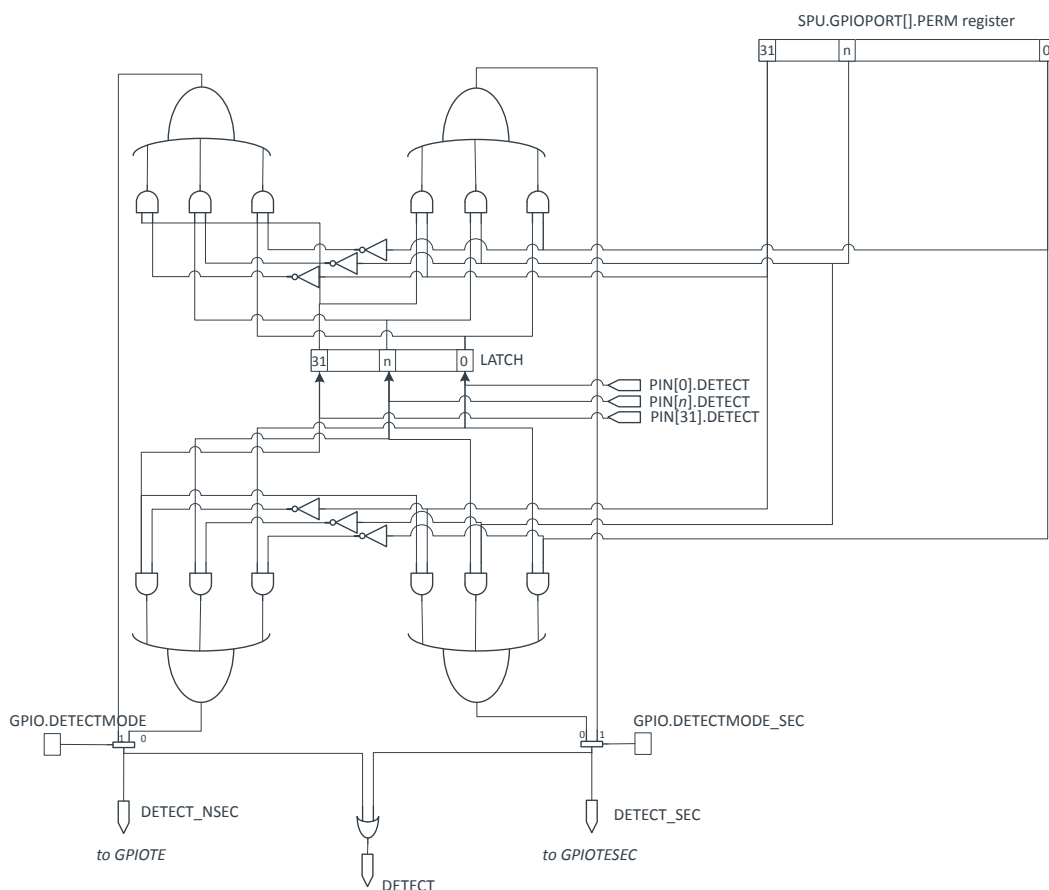 SPU.GPIOPORT[].PERM register
31 n 0
31 n 0 LATCH
PIN[0].DETECT
PIN[n].DETECT
PIN[31].DETECT
GPIO.DETECTMODE
1 0
0 1
GPIO.DETECTMODE_SEC
DETECT_NSEC
DETECT_SEC
to GPIOTE
to GPIOTESEC
DETECT